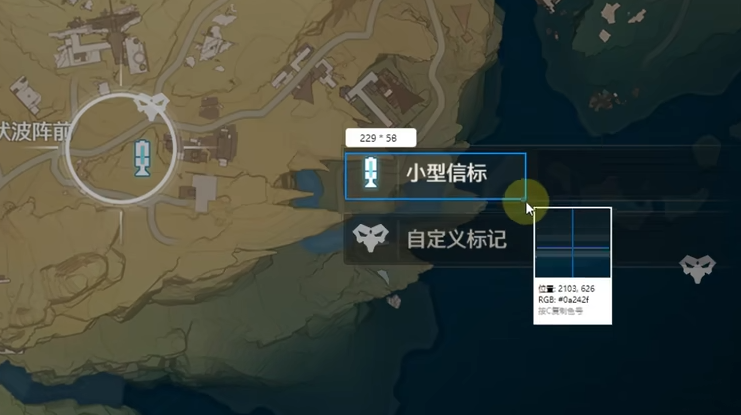 伏波阵前
229 * 58
小型信标
自定义标记
位置: 2103, 626
RGB: #0a242f
按C复制色号